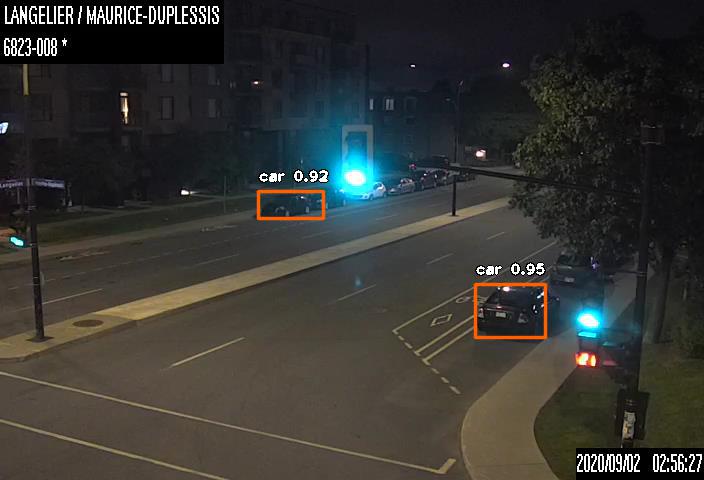 LANGELIER / MAURICE-DUPLESSIS
6823-008 *
car 0.92
car 0.95
2020/09/02 02:56:27